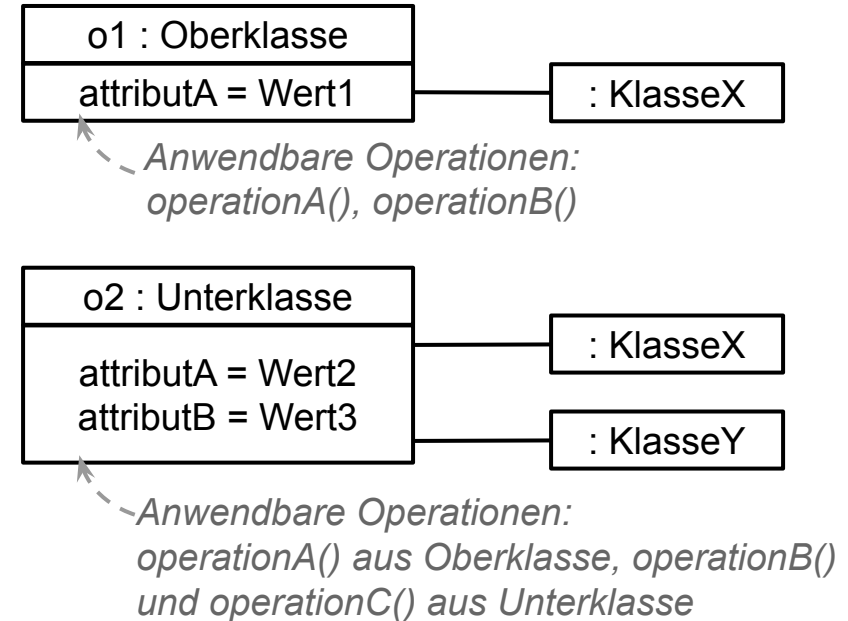 o1 : Oberklasse
attributA = Wert1
: KlasseX
Anwendbare Operationen:
operationA(), operationB()
o2 : Unterklasse
: KlasseX
attributA = Wert2
attributB = Wert3
: KlasseY
Anwendbare Operationen:
operationA() aus Oberklasse, operationB()
und operationC() aus Unterklasse